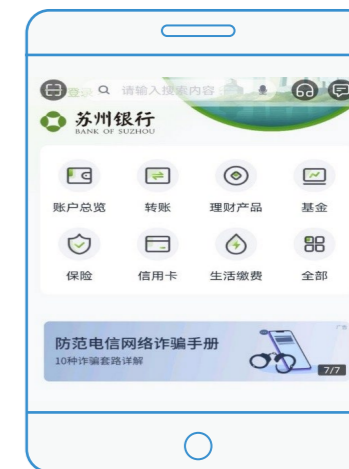 登录 请输入搜索内容
苏州银行
BANK OF SUZHOU
账户总览 转账 理财产品 基金
保险 信用卡 生活缴费 全部
防范电信网络诈骗手册
10种诈骗套路详解
广告
7/7